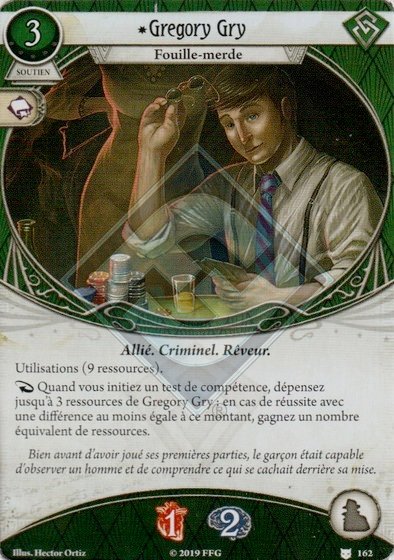 3
SOUTIEN
*Gregory Gry
Fouille-merde
Allié. Criminel. Rêveur.
Utilisations (9 ressources).
Quand vous initiez un test de compétence, dépensez
jusqu'à 3 ressources de Gregory Gry ; en cas de réussite avec
une différence au moins égale à ce montant, gagnez un nombre
équivalent de ressources.
Bien avant d'avoir joué ses premières parties, le garçon était capable
d'observer un homme et de comprendre ce qui se cachait derrière sa mise.
1
2
Illus. Hector Ortiz
© 2019 FFG
162